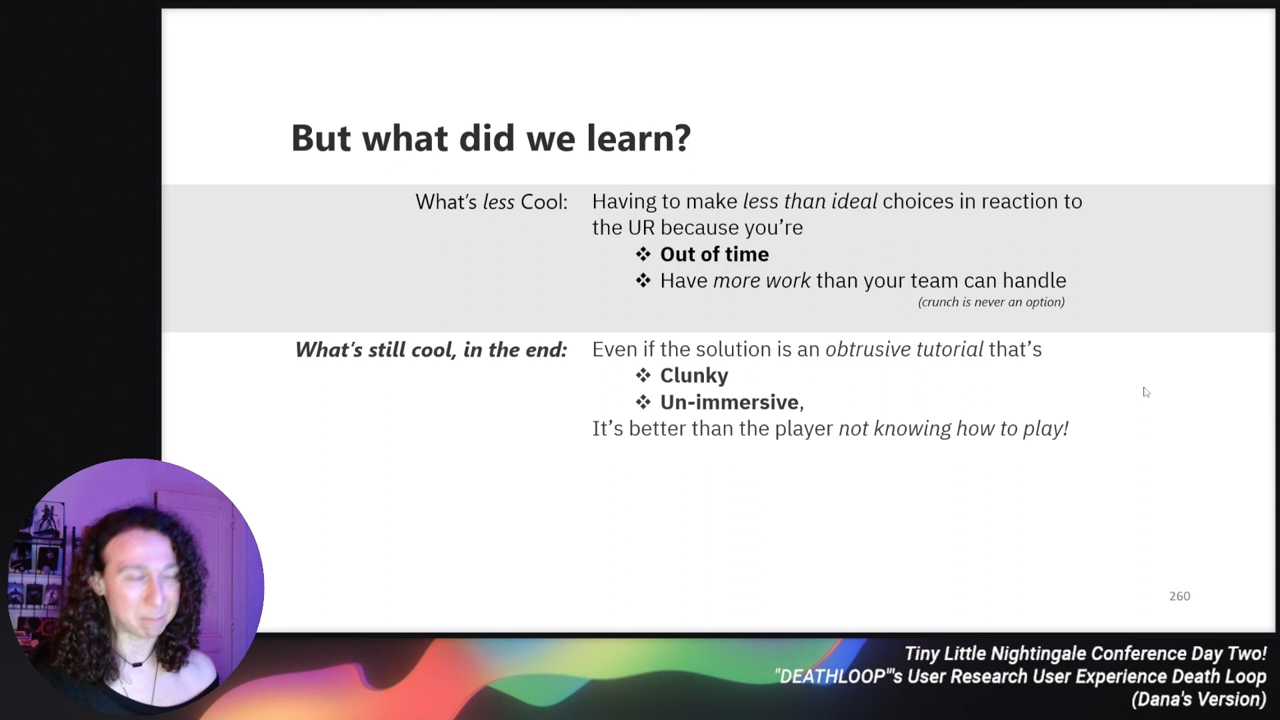 But what did we learn?
What's less Cool:
Having to make less than ideal choices in reaction to
the UR because you're
❖ Out of time
❖ Have more work than your team can handle
(crunch is never an option)
What's still cool, in the end:
Even if the solution is an obtrusive tutorial that's
❖ Clunky
❖ Un-immersive,
It's better than the player not knowing how to play!
260
Tiny Little Nightingale Conference Day Two!
"DEATHLOOP"'s User Research User Experience Death Loop
(Dana's Version)